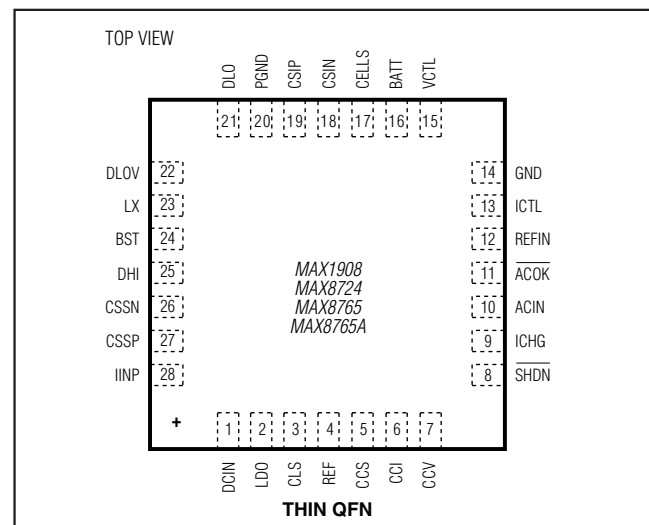 TOP VIEW
DLO PGND CSIP CSIN CELLS BATT VCTL
21 20 19 18 17 16 15
DLOV 22 14 GND
LX 23 13 ICTL
BST 24 12 REFIN
DHI 25 11 ACOK
CSSN 26 10 ACIN
CSSP 27 9 ICHG
IINP 28 8 SHDN
MAX1908
MAX8724
MAX8765
MAX8765A
+
1 2 3 4 5 6 7
DCIN LDO CLS REF CCS CCI CCV
THIN QFN